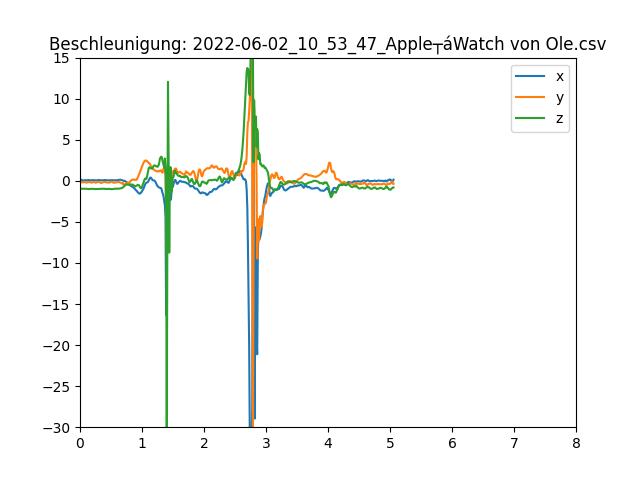 Beschleunigung: 2022-06-02_10_53_47_Apple┬áWatch von Ole.csv
15
10
5
0
−5
−10
−15
−20
−25
−30
0 1 2 3 4 5 6 7 8
x
y
z